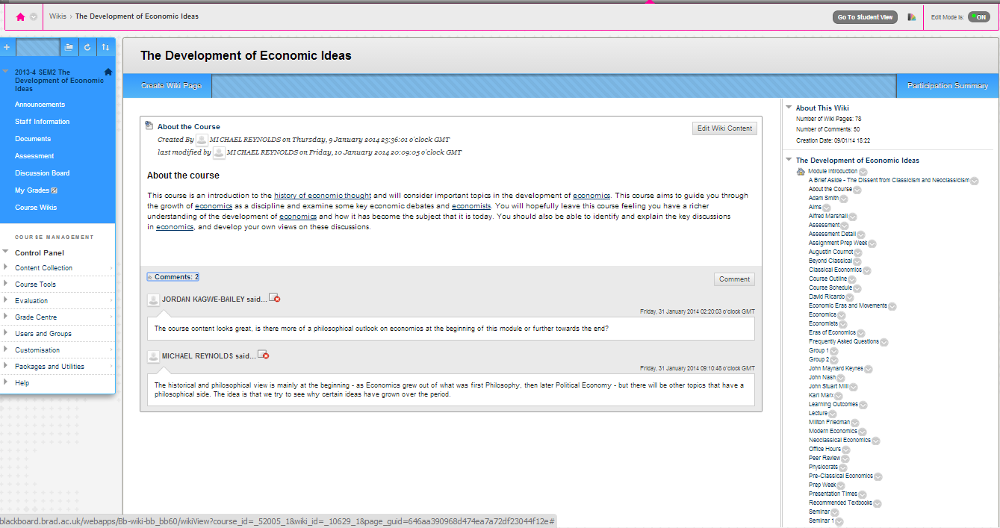 Wikis › The Development of Economic Ideas
Go To Student View
Edit Mode is: ON
2013-4 SEM2 The
Development of Economic
Ideas
Announcements
Staff Information
Documents
Assessment
Discussion Board
My Grades
Course Wikis
COURSE MANAGEMENT
Control Panel
Content Collection
Course Tools
Evaluation
Grade Centre
Users and Groups
Customisation
Packages and Utilities
Help
The Development of Economic Ideas
Create Wiki Page
Participation Summary
About the Course
Edit Wiki Content
Created By MICHAEL REYNOLDS on Thursday, 9 January 2014 23:36:01 o'clock GMT
last modified by MICHAEL REYNOLDS on Friday, 10 January 2014 20:09:05 o'clock GMT
About the course
This course is an introduction to the history of economic thought and will consider important topics in the development of economics. This course aims to guide you through
the growth of economics as a discipline and examine some key economic debates and economists. You will hopefully leave this course feeling you have a richer
understanding of the development of economics and how it has become the subject that it is today. You should also be able to identify and explain the key discussions
in economics, and develop your own views on these discussions.
Comments: 2
Comment
JORDAN KAGWE-BAILEY said...
Friday, 31 January 2014 02:20:03 o'clock GMT
The course content looks great, is there more of a philosophical outlook on economics at the beginning of this module or further towards the end?
MICHAEL REYNOLDS said...
Friday, 31 January 2014 09:10:48 o'clock GMT
The historical and philosophical view is mainly at the beginning - as Economics grew out of what was first Philosophy, then later Political Economy - but there will be other topics that have a
philosophical side. The idea is that we try to see why certain ideas have grown over the period.
About This Wiki
Number of Wiki Pages: 78
Number of Comments: 50
Creation Date: 09/01/14 15:22
The Development of Economic Ideas
Module Introduction
A Brief Aside - The Dissent from Classicism and Neoclassicism
About the Course
Adam Smith
Aims
Alfred Marshall
Assessment
Assessment Detail
Assignment Prep Week
Augustin Cournot
Beyond Classical
Classical Economics
Course Outline
Course Schedule
David Ricardo
Economic Eras and Movements
Economics
Economists
Eras of Economics
Frequently Asked Questions
Group 1
Group 2
John Maynard Keynes
John Nash
John Stuart Mill
Karl Marx
Learning Outcomes
Lecture
Milton Friedman
Modern Economics
Neoclassical Economics
Office Hours
Peer Review
Physiocrats
Pre-Classical Economics
Prep Week
Presentation Times
Recommended Textbooks
Seminar
Seminar 1
blackboard.brad.ac.uk/webapps/Bb-wiki-bb_bb60/wikiView?course_id=_52005_1&wiki_id=_10629_1&page_guid=646aa390968d474ea7a72df23044f12e#